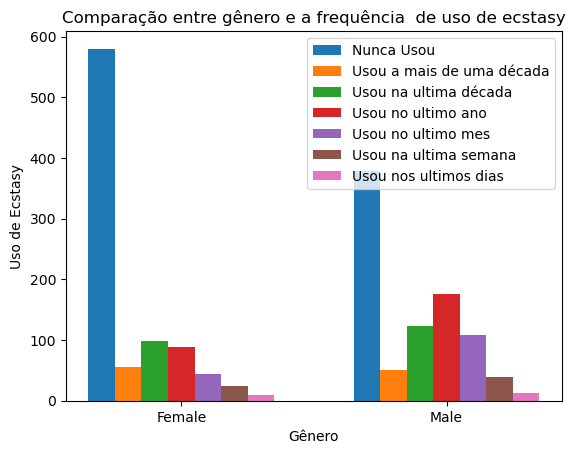 Comparação entre gênero e a frequência  de uso de ecstasy
600
500
400
300
200
100
0
Uso de Ecstasy
Nunca Usou
Usou a mais de uma década
Usou na ultima década
Usou no ultimo ano
Usou no ultimo mes
Usou na ultima semana
Usou nos ultimos dias
Female
Male
Gênero